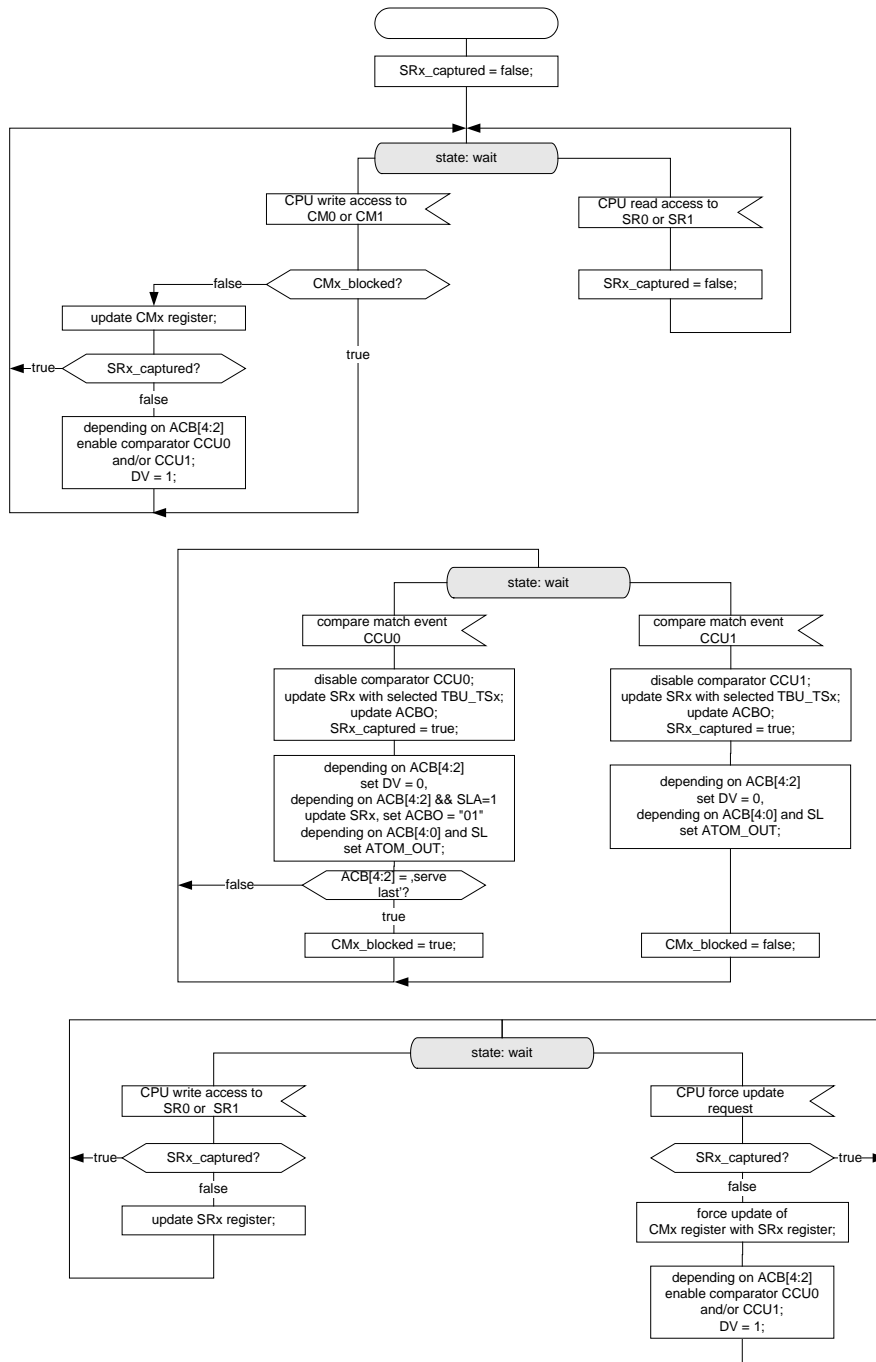 SRx_captured = false;
state: wait
CPU write access to
CM0 or CM1
CPU read access to
SR0 or SR1
false
CMx_blocked?
SRx_captured = false;
update CMx register;
true
true
SRx_captured?
false
depending on ACB[4:2]
enable comparator CCU0
and/or CCU1;
DV = 1;
state: wait
compare match event
CCU0
compare match event
CCU1
disable comparator CCU0;
update SRx with selected TBU_TSx;
update ACBO;
SRx_captured = true;
disable comparator CCU1;
update SRx with selected TBU_TSx;
update ACBO;
SRx_captured = true;
depending on ACB[4:2]
set DV = 0,
depending on ACB[4:2] && SLA=1
update SRx, set ACBO = "01"
depending on ACB[4:0] and SL
set ATOM_OUT;
depending on ACB[4:2]
set DV = 0,
depending on ACB[4:0] and SL
set ATOM_OUT;
false
ACB[4:2] = ‚serve
last'?
true
CMx_blocked = true;
CMx_blocked = false;
state: wait
CPU write access to
SR0 or SR1
CPU force update
request
true
SRx_captured?
SRx_captured?
true
false
false
update SRx register;
force update of
CMx register with SRx register;
depending on ACB[4:2]
enable comparator CCU0
and/or CCU1;
DV = 1;